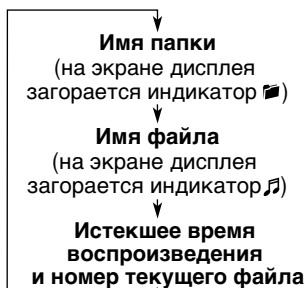 Имя папки
(на экране дисплея
загорается индикатор 📁)
Имя файла
(на экране дисплея
загорается индикатор ♫)
Истекшее время
воспроизведения
и номер текущего файла